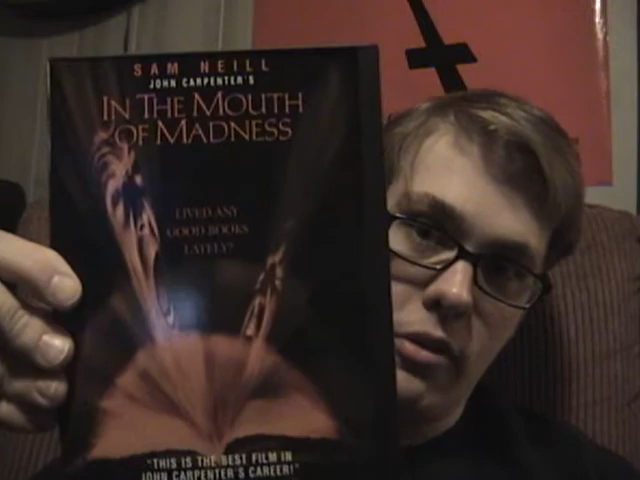 SAM NEILL
JOHN CARPENTER'S
IN THE MOUTH
OF MADNESS
LIVED ANY
GOOD BOOKS
LATELY?
"THIS IS THE BEST FILM IN
JOHN CARPENTER'S CAREER!"